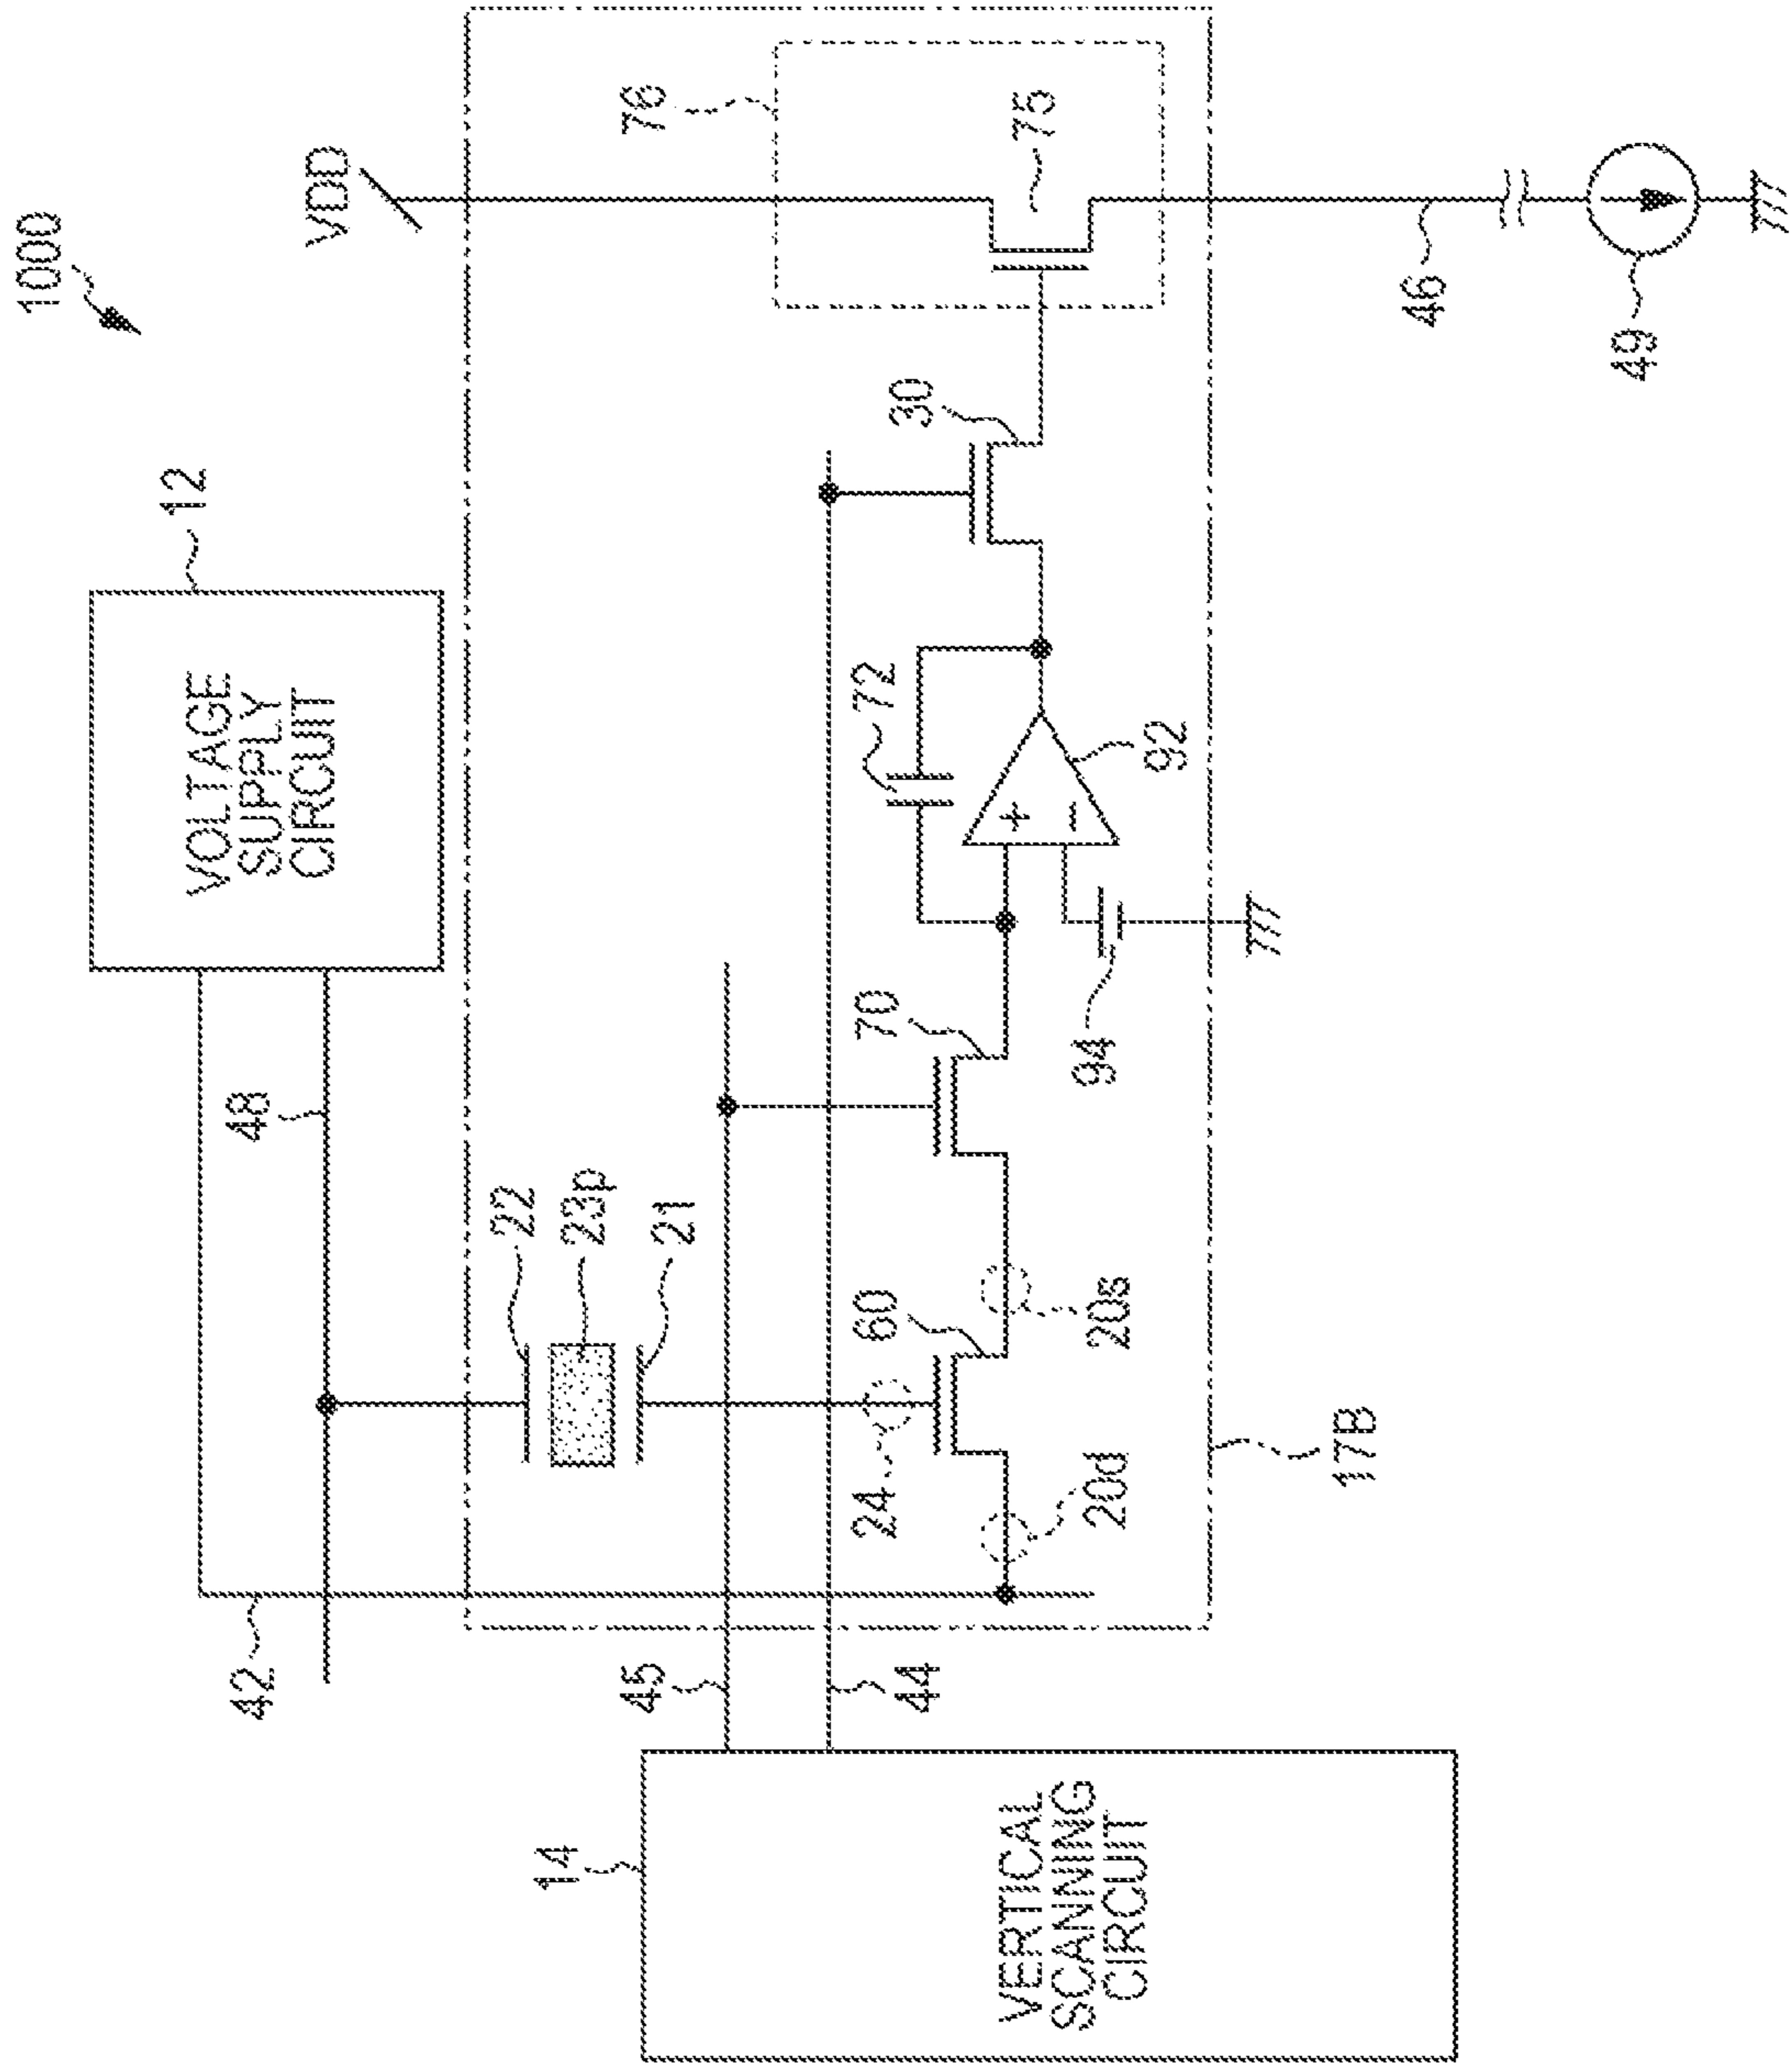 1000
VDD
12
VOLTAGE
SUPPLY
CIRCUIT
76
75
48
42
22
23p
21
30
72
+
−
92
70
94
60
24
20s
20d
45
44
46
49
17B
14
VERTICAL
SCANNING
CIRCUIT